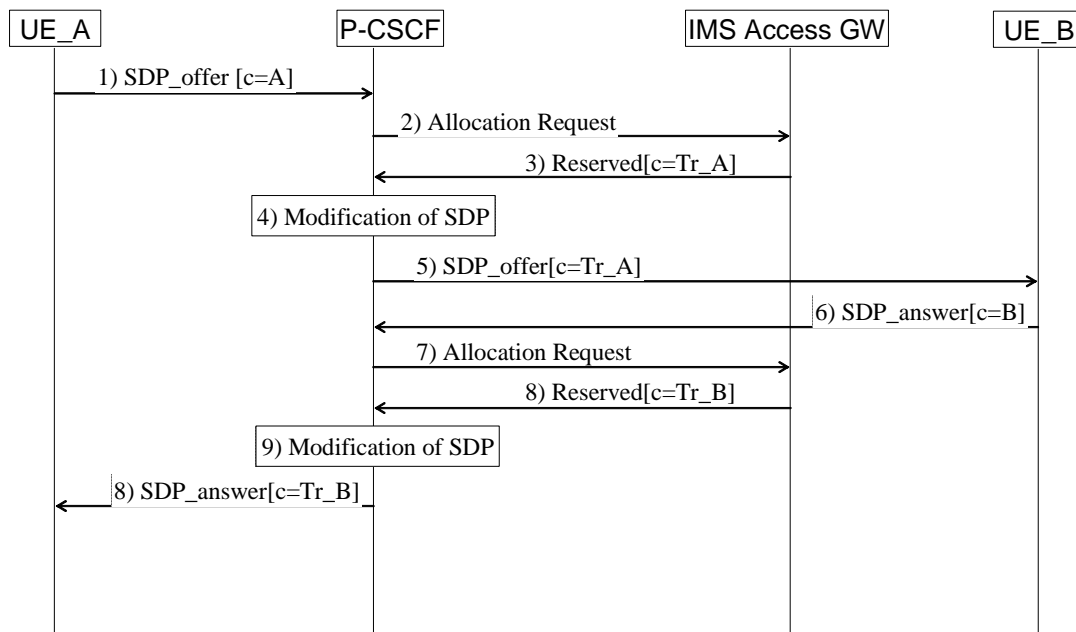 UE_A
P-CSCF
IMS Access GW
UE_B
1) SDP_offer [c=A]
2) Allocation Request
3) Reserved[c=Tr_A]
4) Modification of SDP
5) SDP_offer[c=Tr_A]
6) SDP_answer[c=B]
7) Allocation Request
8) Reserved[c=Tr_B]
9) Modification of SDP
8) SDP_answer[c=Tr_B]